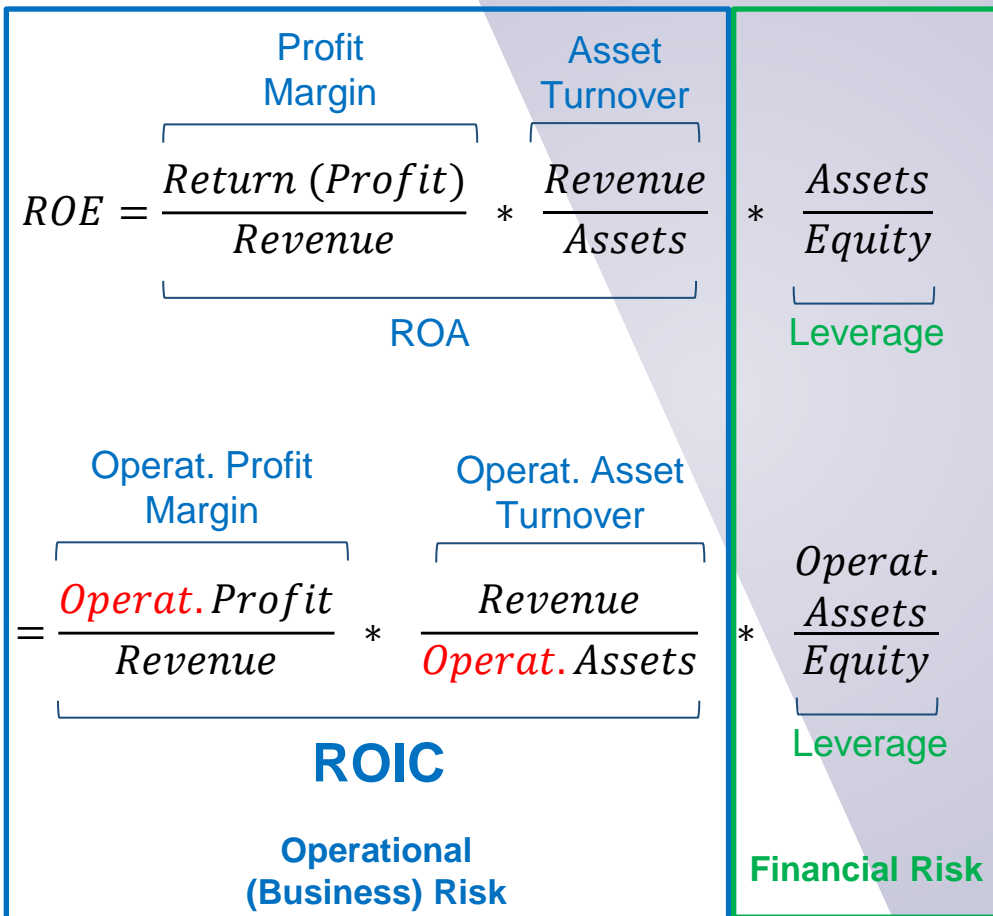 Profit
Margin
Asset
Turnover
ROE = Return (Profit) / Revenue * Revenue / Assets * Assets / Equity
ROA
Leverage
Operat. Profit
Margin
Operat. Asset
Turnover
= Operat. Profit / Revenue * Revenue / Operat. Assets * Operat. Assets / Equity
ROIC
Leverage
Operational
(Business) Risk
Financial Risk